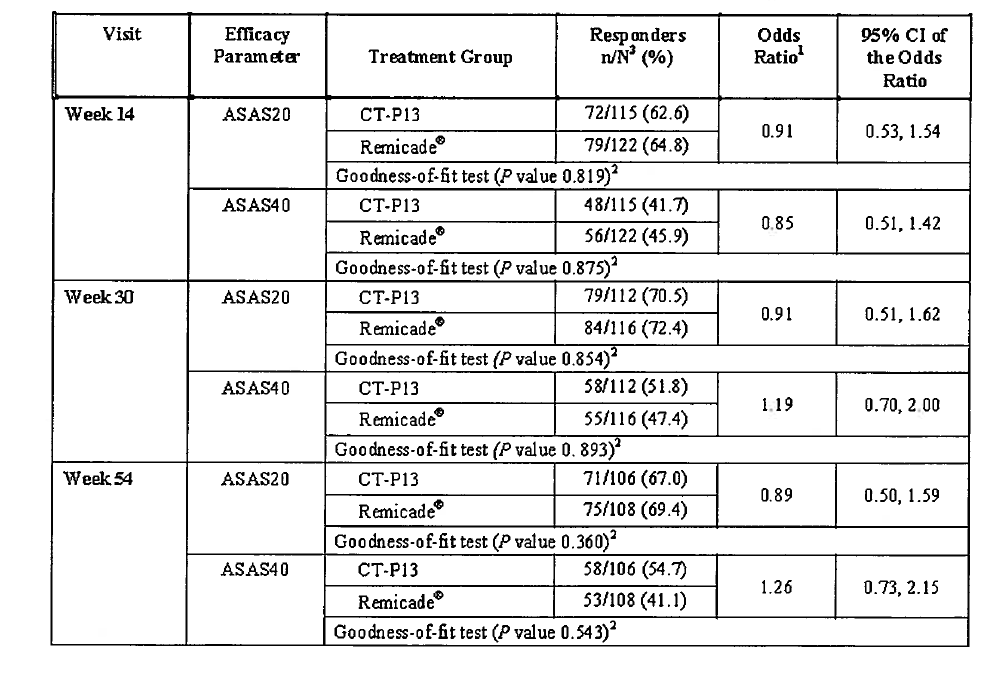 Visit Efficacy Parameter Treatment Group Responders n/N³ (%) Odds Ratio¹ 95% CI of the Odds Ratio
Week 14 ASAS20 CT-P13 72/115 (62.6) 0.91 0.53, 1.54
Remicade® 79/122 (64.8)
Goodness-of-fit test (P value 0.819)²
ASAS40 CT-P13 48/115 (41.7) 0.85 0.51, 1.42
Remicade® 56/122 (45.9)
Goodness-of-fit test (P value 0.875)²
Week 30 ASAS20 CT-P13 79/112 (70.5) 0.91 0.51, 1.62
Remicade® 84/116 (72.4)
Goodness-of-fit test (P value 0.854)²
ASAS40 CT-P13 58/112 (51.8) 1.19 0.70, 2.00
Remicade® 55/116 (47.4)
Goodness-of-fit test (P value 0. 893)²
Week 54 ASAS20 CT-P13 71/106 (67.0) 0.89 0.50, 1.59
Remicade® 75/108 (69.4)
Goodness-of-fit test (P value 0.360)²
ASAS40 CT-P13 58/106 (54.7) 1.26 0.73, 2.15
Remicade® 53/108 (41.1)
Goodness-of-fit test (P value 0.543)²